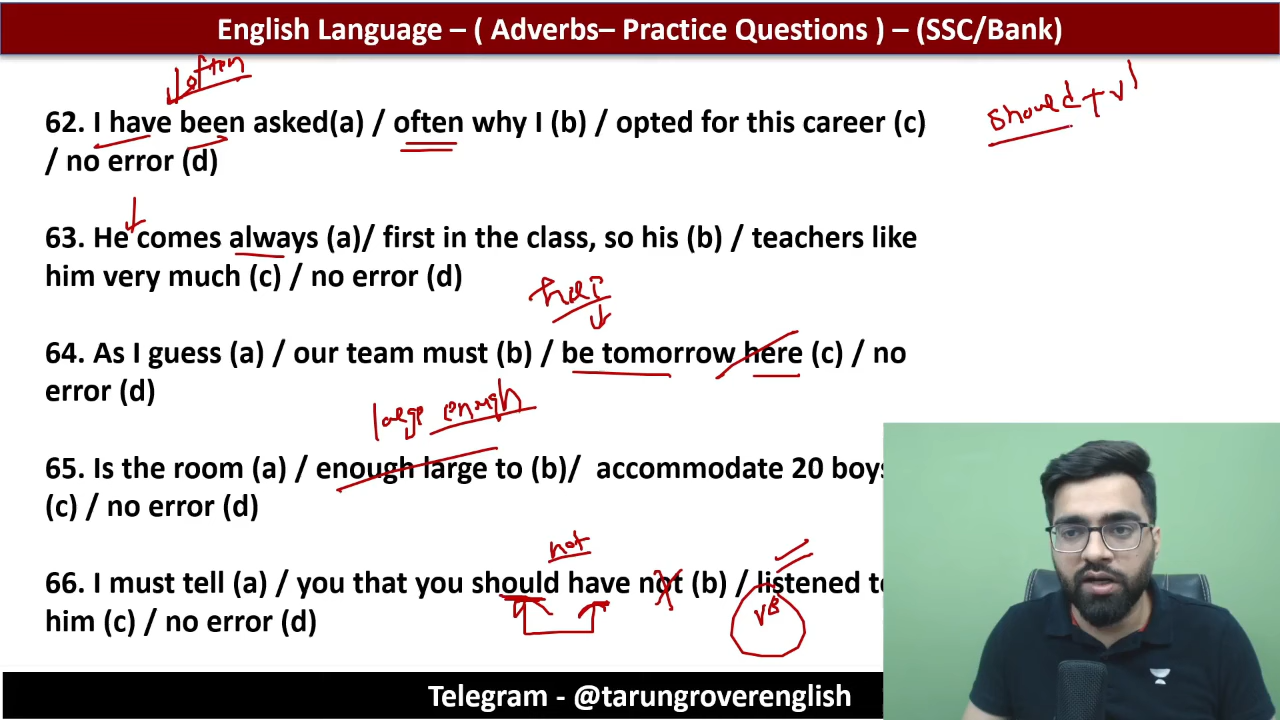 English Language – ( Adverbs– Practice Questions ) – (SSC/Bank)
often
should + v1
62. I have been asked(a) / often why I (b) / opted for this career (c)
/ no error (d)
63. He comes always (a)/ first in the class, so his (b) / teachers like
him very much (c) / no error (d)
here
64. As I guess (a) / our team must (b) / be tomorrow here (c) / no
error (d)
large enough
65. Is the room (a) / enough large to (b)/ accommodate 20 boys
(c) / no error (d)
not
66. I must tell (a) / you that you should have not (b) / listened to
him (c) / no error (d)
V3
Telegram - @tarungroverenglish